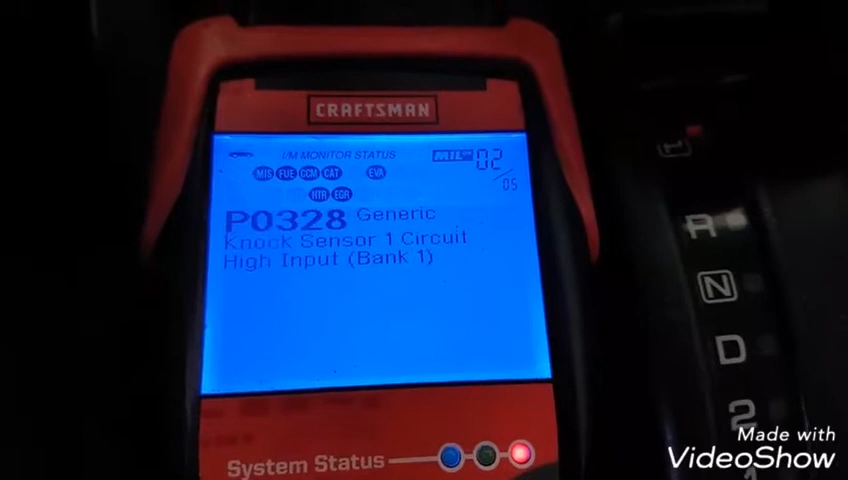 CRAFTSMAN
I/M MONITOR STATUS
MIL
02
/
05
MIS FUE CCM CAT EVA
HTR EGR
P0328 Generic
Knock Sensor 1 Circuit
High Input (Bank 1)
System Status
R
N
D
2
1
Made with
VideoShow